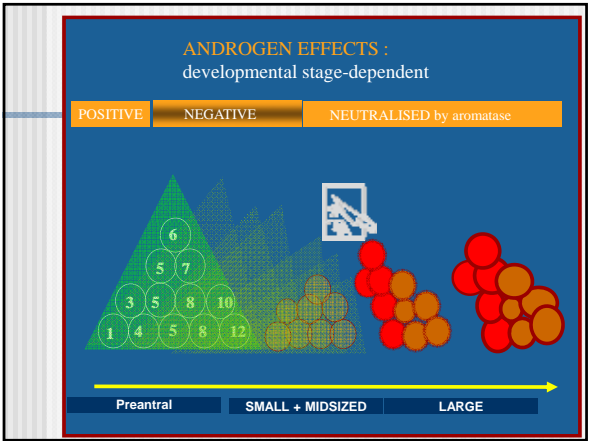 ANDROGEN EFFECTS :
developmental stage-dependent
POSITIVE NEGATIVE NEUTRALISED by aromatase
6
5 7
3 5 8 10
1 4 5 8 12
Preantral SMALL + MIDSIZED LARGE